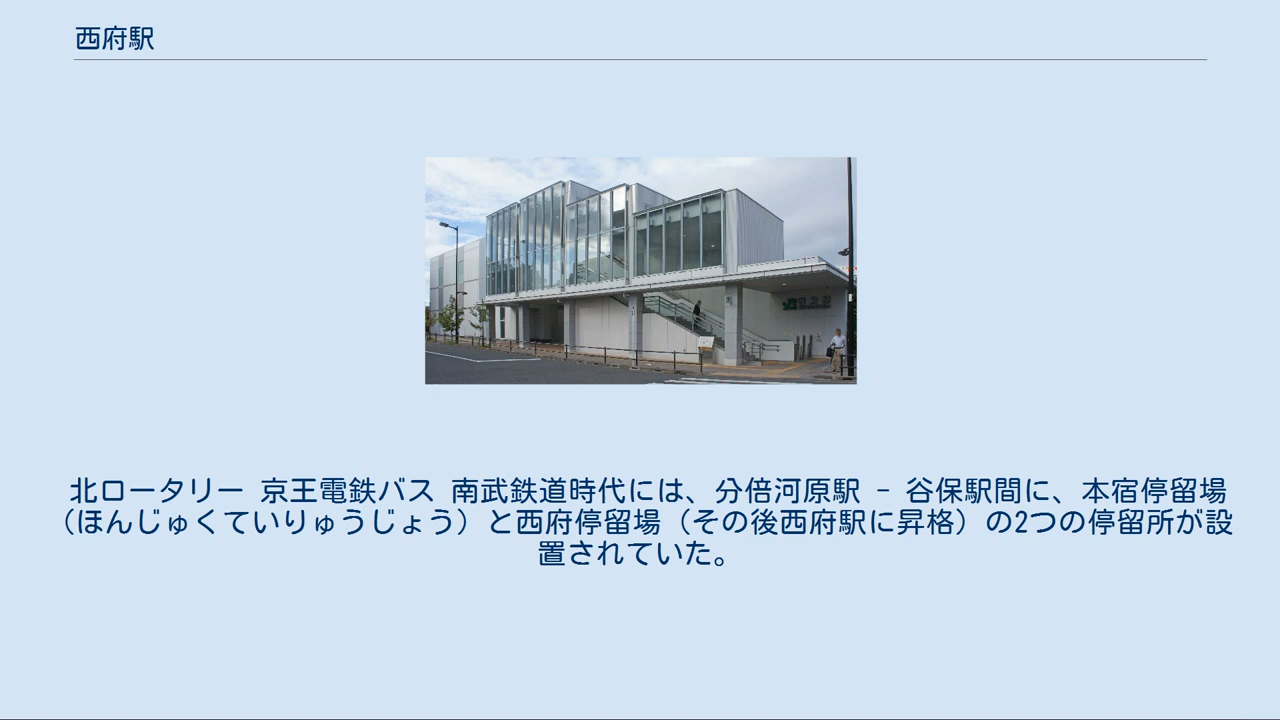 西府駅
北ロータリー 京王電鉄バス 南武鉄道時代には、分倍河原駅 - 谷保駅間に、本宿停留場
（ほんじゅくていりゅうじょう）と西府停留場（その後西府駅に昇格）の2つの停留所が設
置されていた。